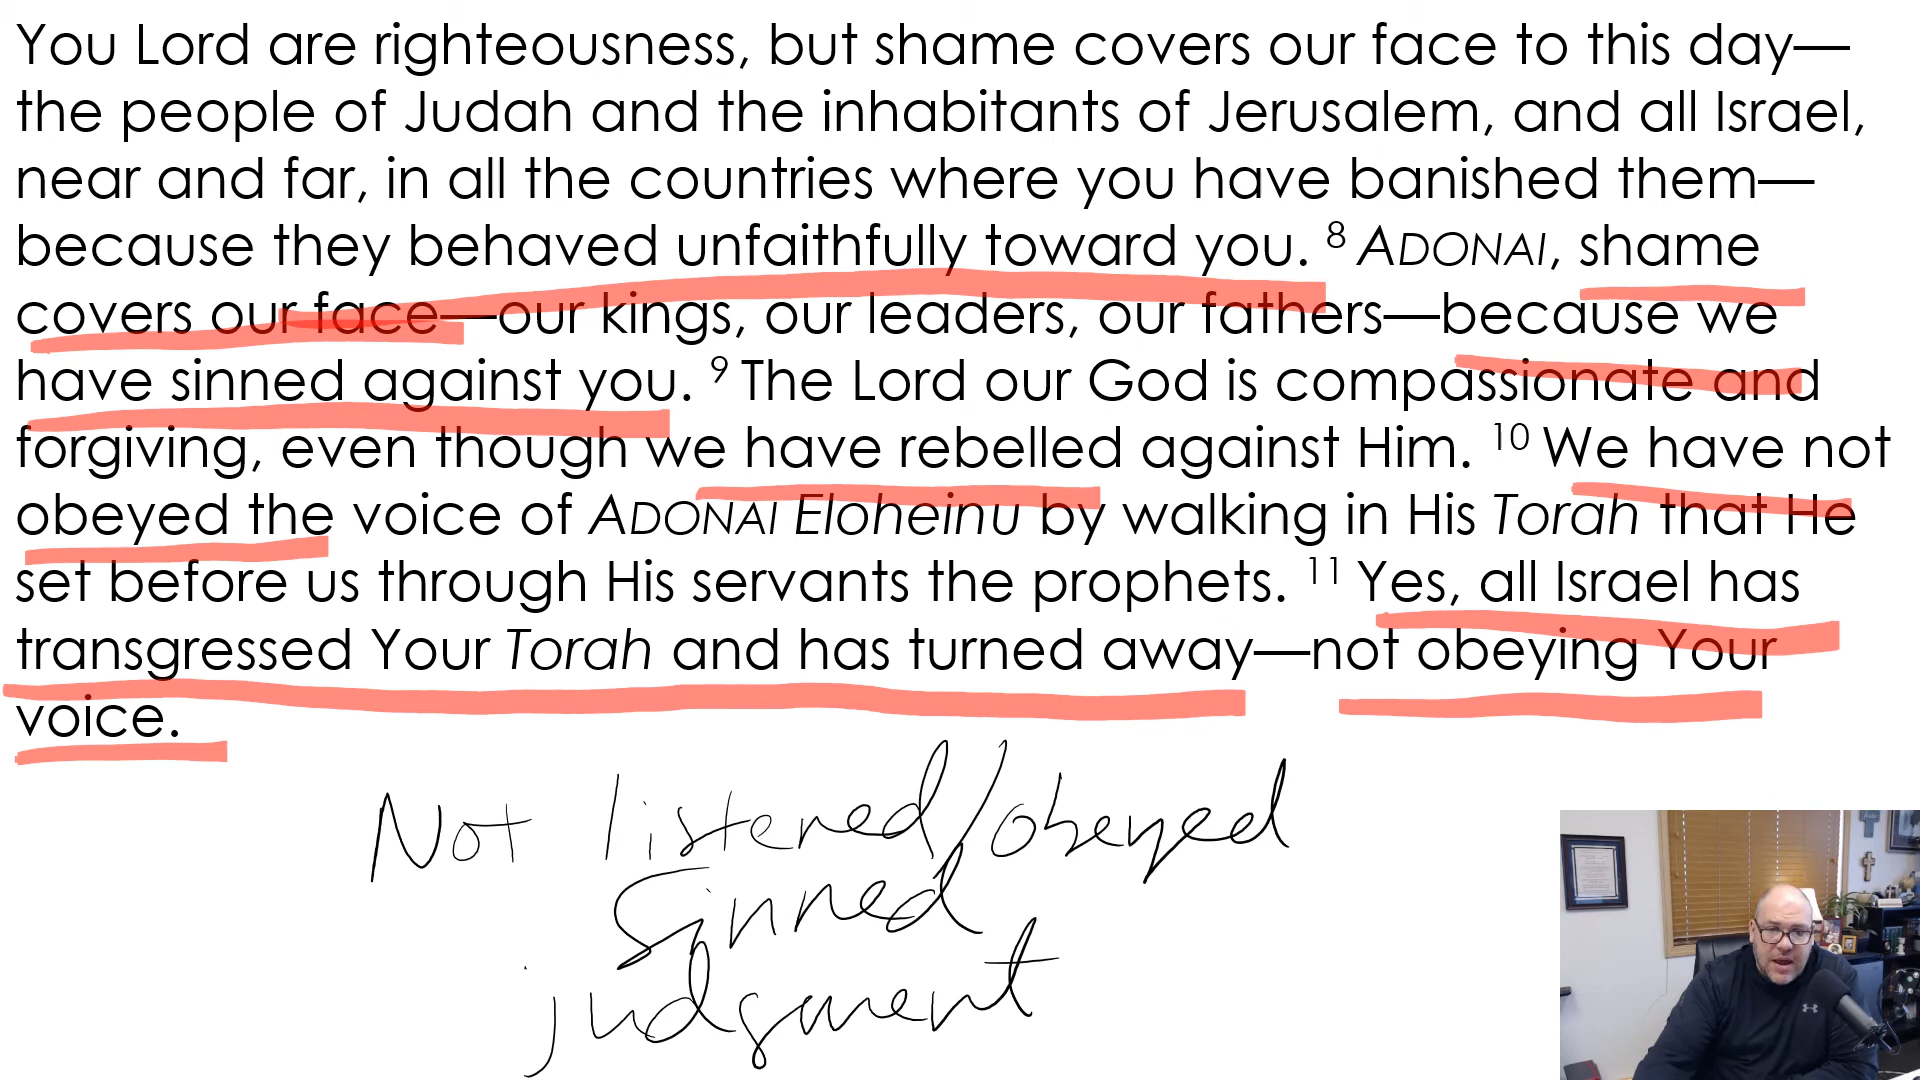 You Lord are righteousness, but shame covers our face to this day—
the people of Judah and the inhabitants of Jerusalem, and all Israel,
near and far, in all the countries where you have banished them—
because they behaved unfaithfully toward you. ⁸ ADONAI, shame
covers our face—our kings, our leaders, our fathers—because we
have sinned against you. ⁹ The Lord our God is compassionate and
forgiving, even though we have rebelled against Him. ¹⁰ We have not
obeyed the voice of ADONAI Eloheinu by walking in His Torah that He
set before us through His servants the prophets. ¹¹ Yes, all Israel has
transgressed Your Torah and has turned away—not obeying Your
voice.
Not listened/obeyed
Sinned
judgment